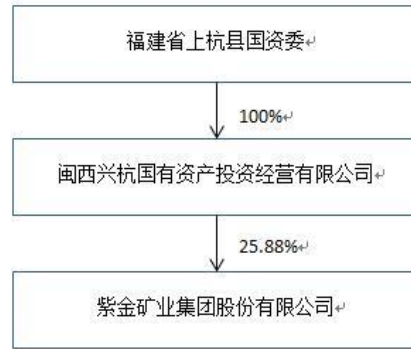 福建省上杭县国资委
100%
闽西兴杭国有资产投资经营有限公司
25.88%
紫金矿业集团股份有限公司